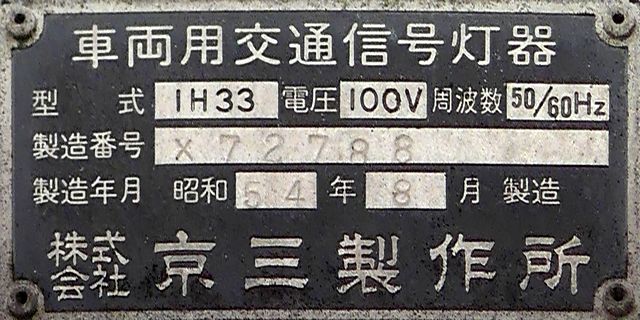 車両用交通信号灯器
型式 1H33 電圧 100V 周波数 50/60Hz
製造番号 X72788
製造年月 昭和 54 年 8 月 製造
株式会社 京三製作所